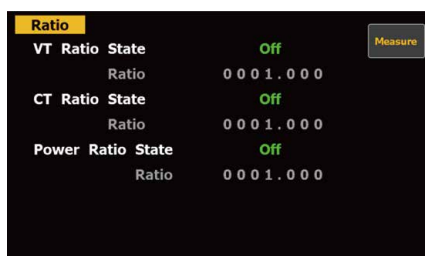 Ratio
VT Ratio State Off
Measure
Ratio 0001.000
CT Ratio State Off
Ratio 0001.000
Power Ratio State Off
Ratio 0001.000